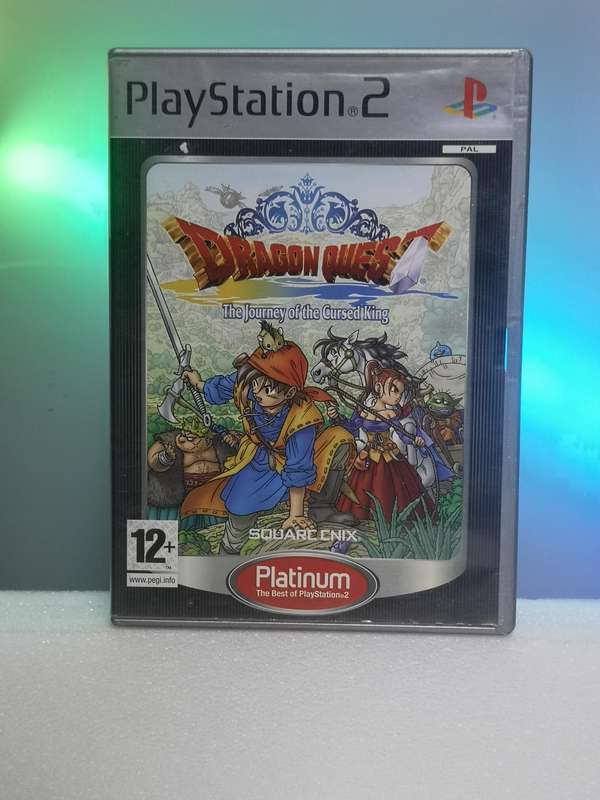 PlayStation®2
PAL
DRAGON QUEST®
The Journey of the Cursed King
SQUARE ENIX
12+
www.pegi.info
Platinum
The Best of PlayStation®2